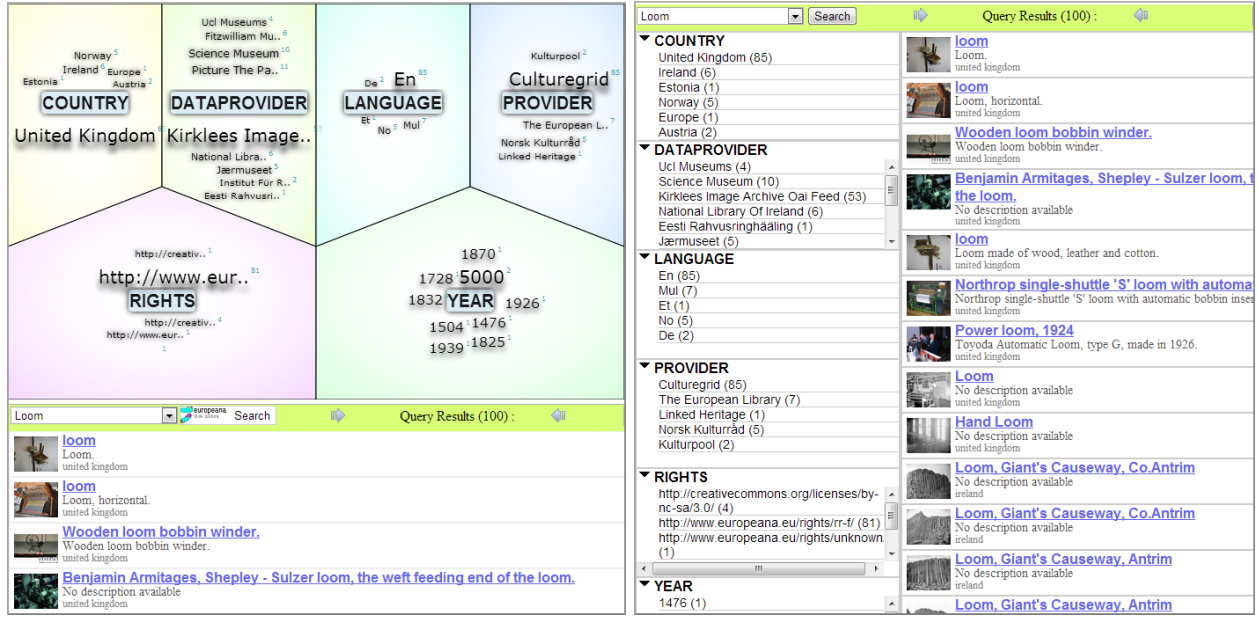 Norway 5
Ireland 6 Europe 1
Estonia 1 Austria 2
COUNTRY
United Kingdom 85
Ucl Museums 4
Fitzwilliam Mu.. 6
Science Museum 10
Picture The Pa.. 11
DATAPROVIDER
Kirklees Image..
National Libra.. 6
Jærmuseet 5
Institut Für R.. 2
Eesti Rahvusri.. 1
De 2 En 85
LANGUAGE
Et 1 No 5 Mul 7
Kulturpool 2
Culturegrid 85
PROVIDER
The European L.. 7
Norsk Kulturråd 5
Linked Heritage 1
http://creativ.. 1
http://www.eur.. 81
RIGHTS
http://creativ.. 4
http://www.eur.. 1
1
1870 1
1728 1 5000 2
1832 YEAR 1926 1
1504 1 1476 1
1939 1 1825 1
Loom europeana Search Query Results (100) :
loom
Loom.
united kingdom
loom
Loom, horizontal.
united kingdom
Wooden loom bobbin winder.
Wooden loom bobbin winder.
united kingdom
Benjamin Armitages, Shepley - Sulzer loom, the weft feeding end of the loom.
No description available
united kingdom
Loom Search Query Results (100) :
COUNTRY
United Kingdom (85)
Ireland (6)
Estonia (1)
Norway (5)
Europe (1)
Austria (2)
DATAPROVIDER
Ucl Museums (4)
Science Museum (10)
Kirklees Image Archive Oai Feed (53)
National Library Of Ireland (6)
Eesti Rahvusringhääling (1)
Jærmuseet (5)
LANGUAGE
En (85)
Mul (7)
Et (1)
No (5)
De (2)
PROVIDER
Culturegrid (85)
The European Library (7)
Linked Heritage (1)
Norsk Kulturråd (5)
Kulturpool (2)
RIGHTS
http://creativecommons.org/licenses/by-
nc-sa/3.0/ (4)
http://www.europeana.eu/rights/rr-f/ (81)
http://www.europeana.eu/rights/unknown
(1)
YEAR
1476 (1)
loom
Loom.
united kingdom
loom
Loom, horizontal.
united kingdom
Wooden loom bobbin winder.
Wooden loom bobbin winder.
united kingdom
Benjamin Armitages, Shepley - Sulzer loom, t
the loom.
No description available
united kingdom
loom
Loom made of wood, leather and cotton.
united kingdom
Northrop single-shuttle 'S' loom with automa
Northrop single-shuttle 'S' loom with automatic bobbin inser
united kingdom
Power loom, 1924
Toyoda Automatic Loom, type G, made in 1926.
united kingdom
Loom
No description available
united kingdom
Hand Loom
No description available
united kingdom
Loom, Giant's Causeway, Co.Antrim
No description available
ireland
Loom, Giant's Causeway, Co.Antrim
No description available
ireland
Loom, Giant's Causeway, Antrim
No description available
ireland
Loom, Giant's Causeway, Antrim